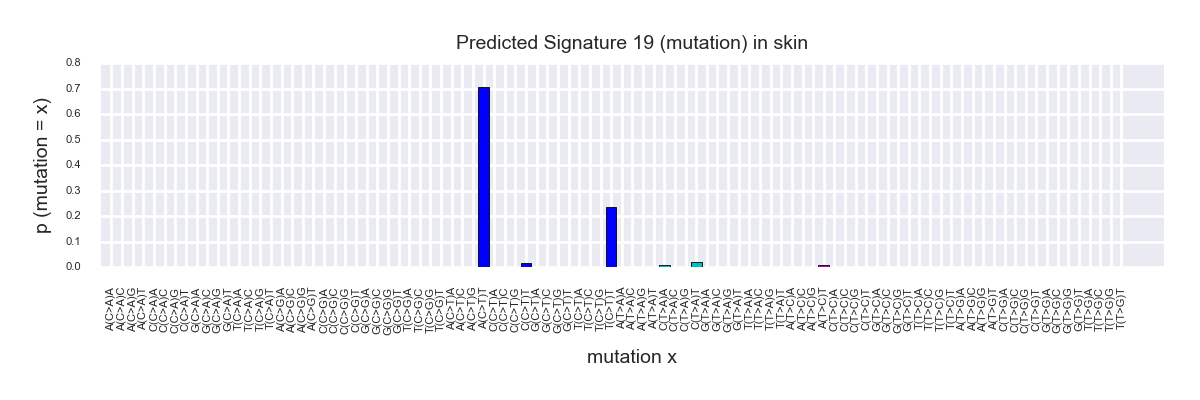 Predicted Signature 19 (mutation) in skin
p (mutation = x)
0.8
0.7
0.6
0.5
0.4
0.3
0.2
0.1
0.0
A(C>A)A
A(C>A)C
A(C>A)G
A(C>A)T
C(C>A)A
C(C>A)C
C(C>A)G
C(C>A)T
G(C>A)A
G(C>A)C
G(C>A)G
G(C>A)T
T(C>A)A
T(C>A)C
T(C>A)G
T(C>A)T
A(C>G)A
A(C>G)C
A(C>G)G
A(C>G)T
C(C>G)A
C(C>G)C
C(C>G)G
C(C>G)T
G(C>G)A
G(C>G)C
G(C>G)G
G(C>G)T
T(C>G)A
T(C>G)C
T(C>G)G
T(C>G)T
A(C>T)A
A(C>T)C
A(C>T)G
A(C>T)T
C(C>T)A
C(C>T)C
C(C>T)G
C(C>T)T
G(C>T)A
G(C>T)C
G(C>T)G
G(C>T)T
T(C>T)A
T(C>T)C
T(C>T)G
T(C>T)T
A(T>A)A
A(T>A)C
A(T>A)G
A(T>A)T
C(T>A)A
C(T>A)C
C(T>A)G
C(T>A)T
G(T>A)A
G(T>A)C
G(T>A)G
G(T>A)T
T(T>A)A
T(T>A)C
T(T>A)G
T(T>A)T
A(T>C)A
A(T>C)C
A(T>C)G
A(T>C)T
C(T>C)A
C(T>C)C
C(T>C)G
C(T>C)T
G(T>C)A
G(T>C)C
G(T>C)G
G(T>C)T
T(T>C)A
T(T>C)C
T(T>C)G
T(T>C)T
A(T>G)A
A(T>G)C
A(T>G)G
A(T>G)T
C(T>G)A
C(T>G)C
C(T>G)G
C(T>G)T
G(T>G)A
G(T>G)C
G(T>G)G
G(T>G)T
T(T>G)A
T(T>G)C
T(T>G)G
T(T>G)T
mutation x